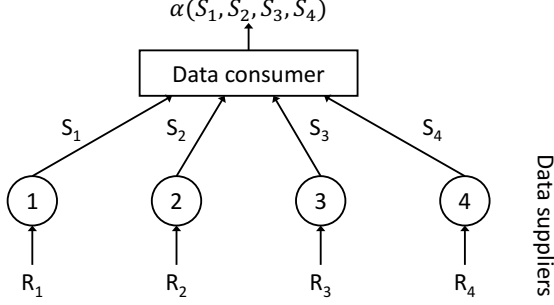 α(S₁, S₂, S₃, S₄)
Data consumer
S₁ S₂ S₃ S₄
1 2 3 4
R₁ R₂ R₃ R₄
Data suppliers